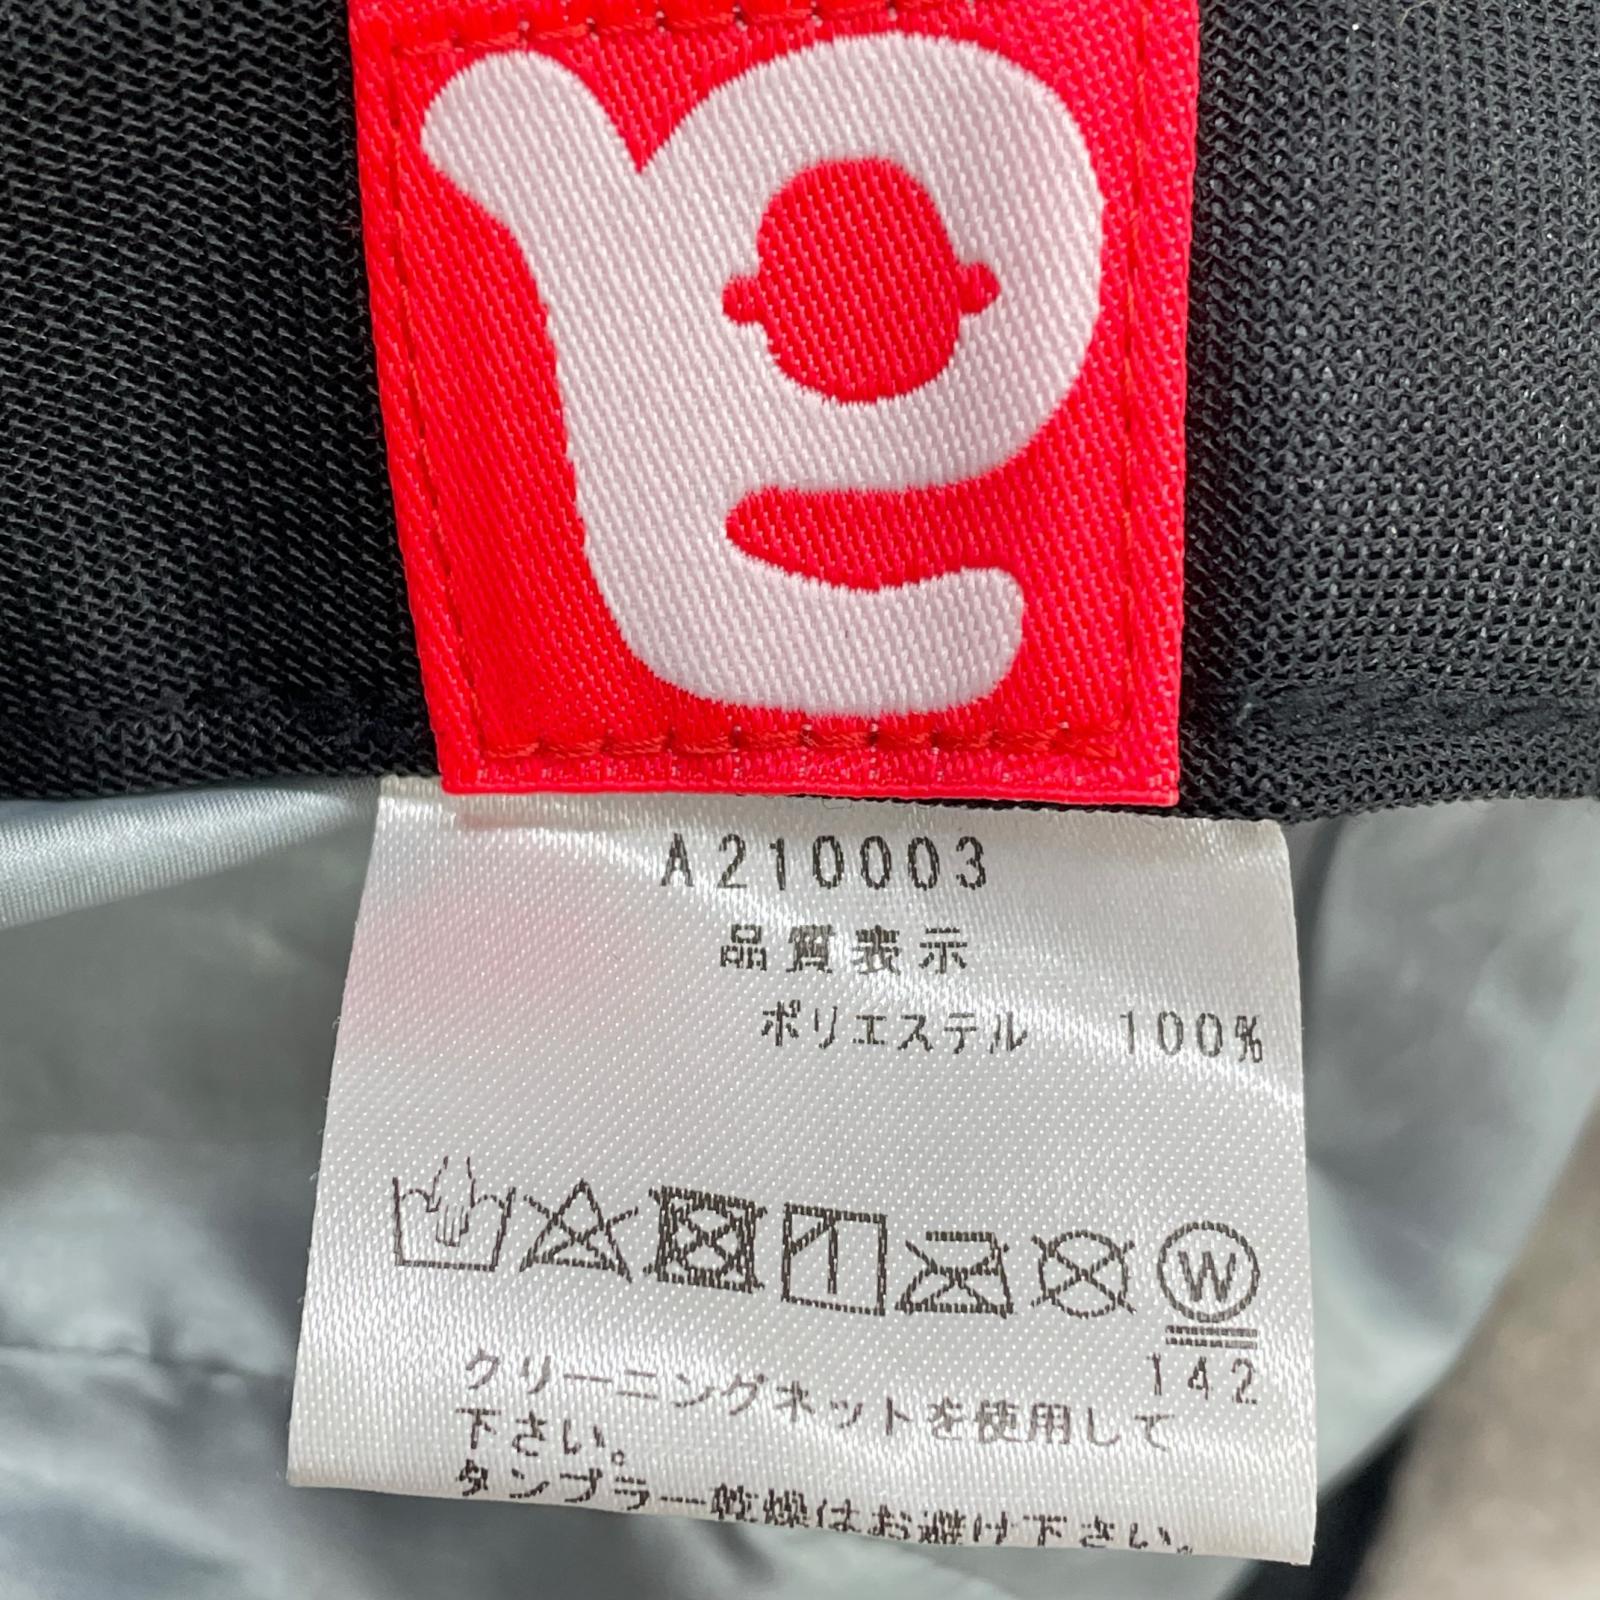 A210003
品質表示
ポリエステル 100%
W
142
クリーニングネットを使用して
下さい。
タンブラー乾燥はお避け下さい。